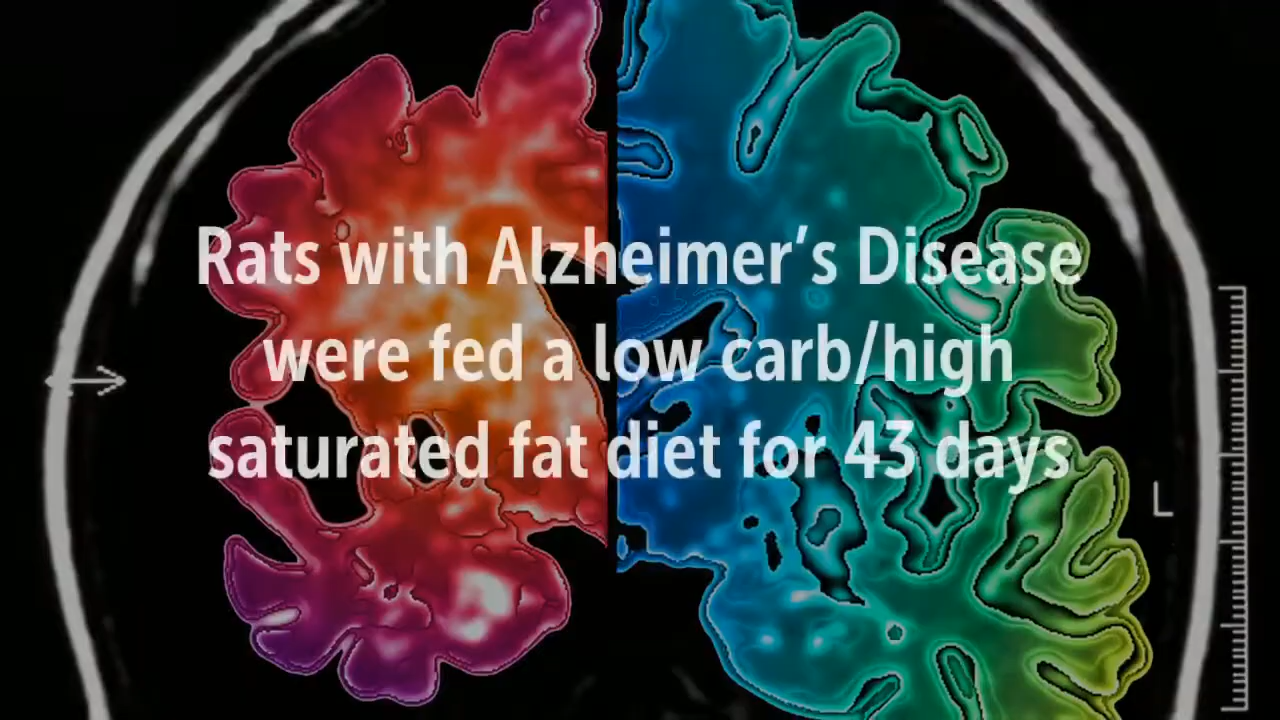 Rats with Alzheimer’s Disease
were fed a low carb/high
saturated fat diet for 43 days
L